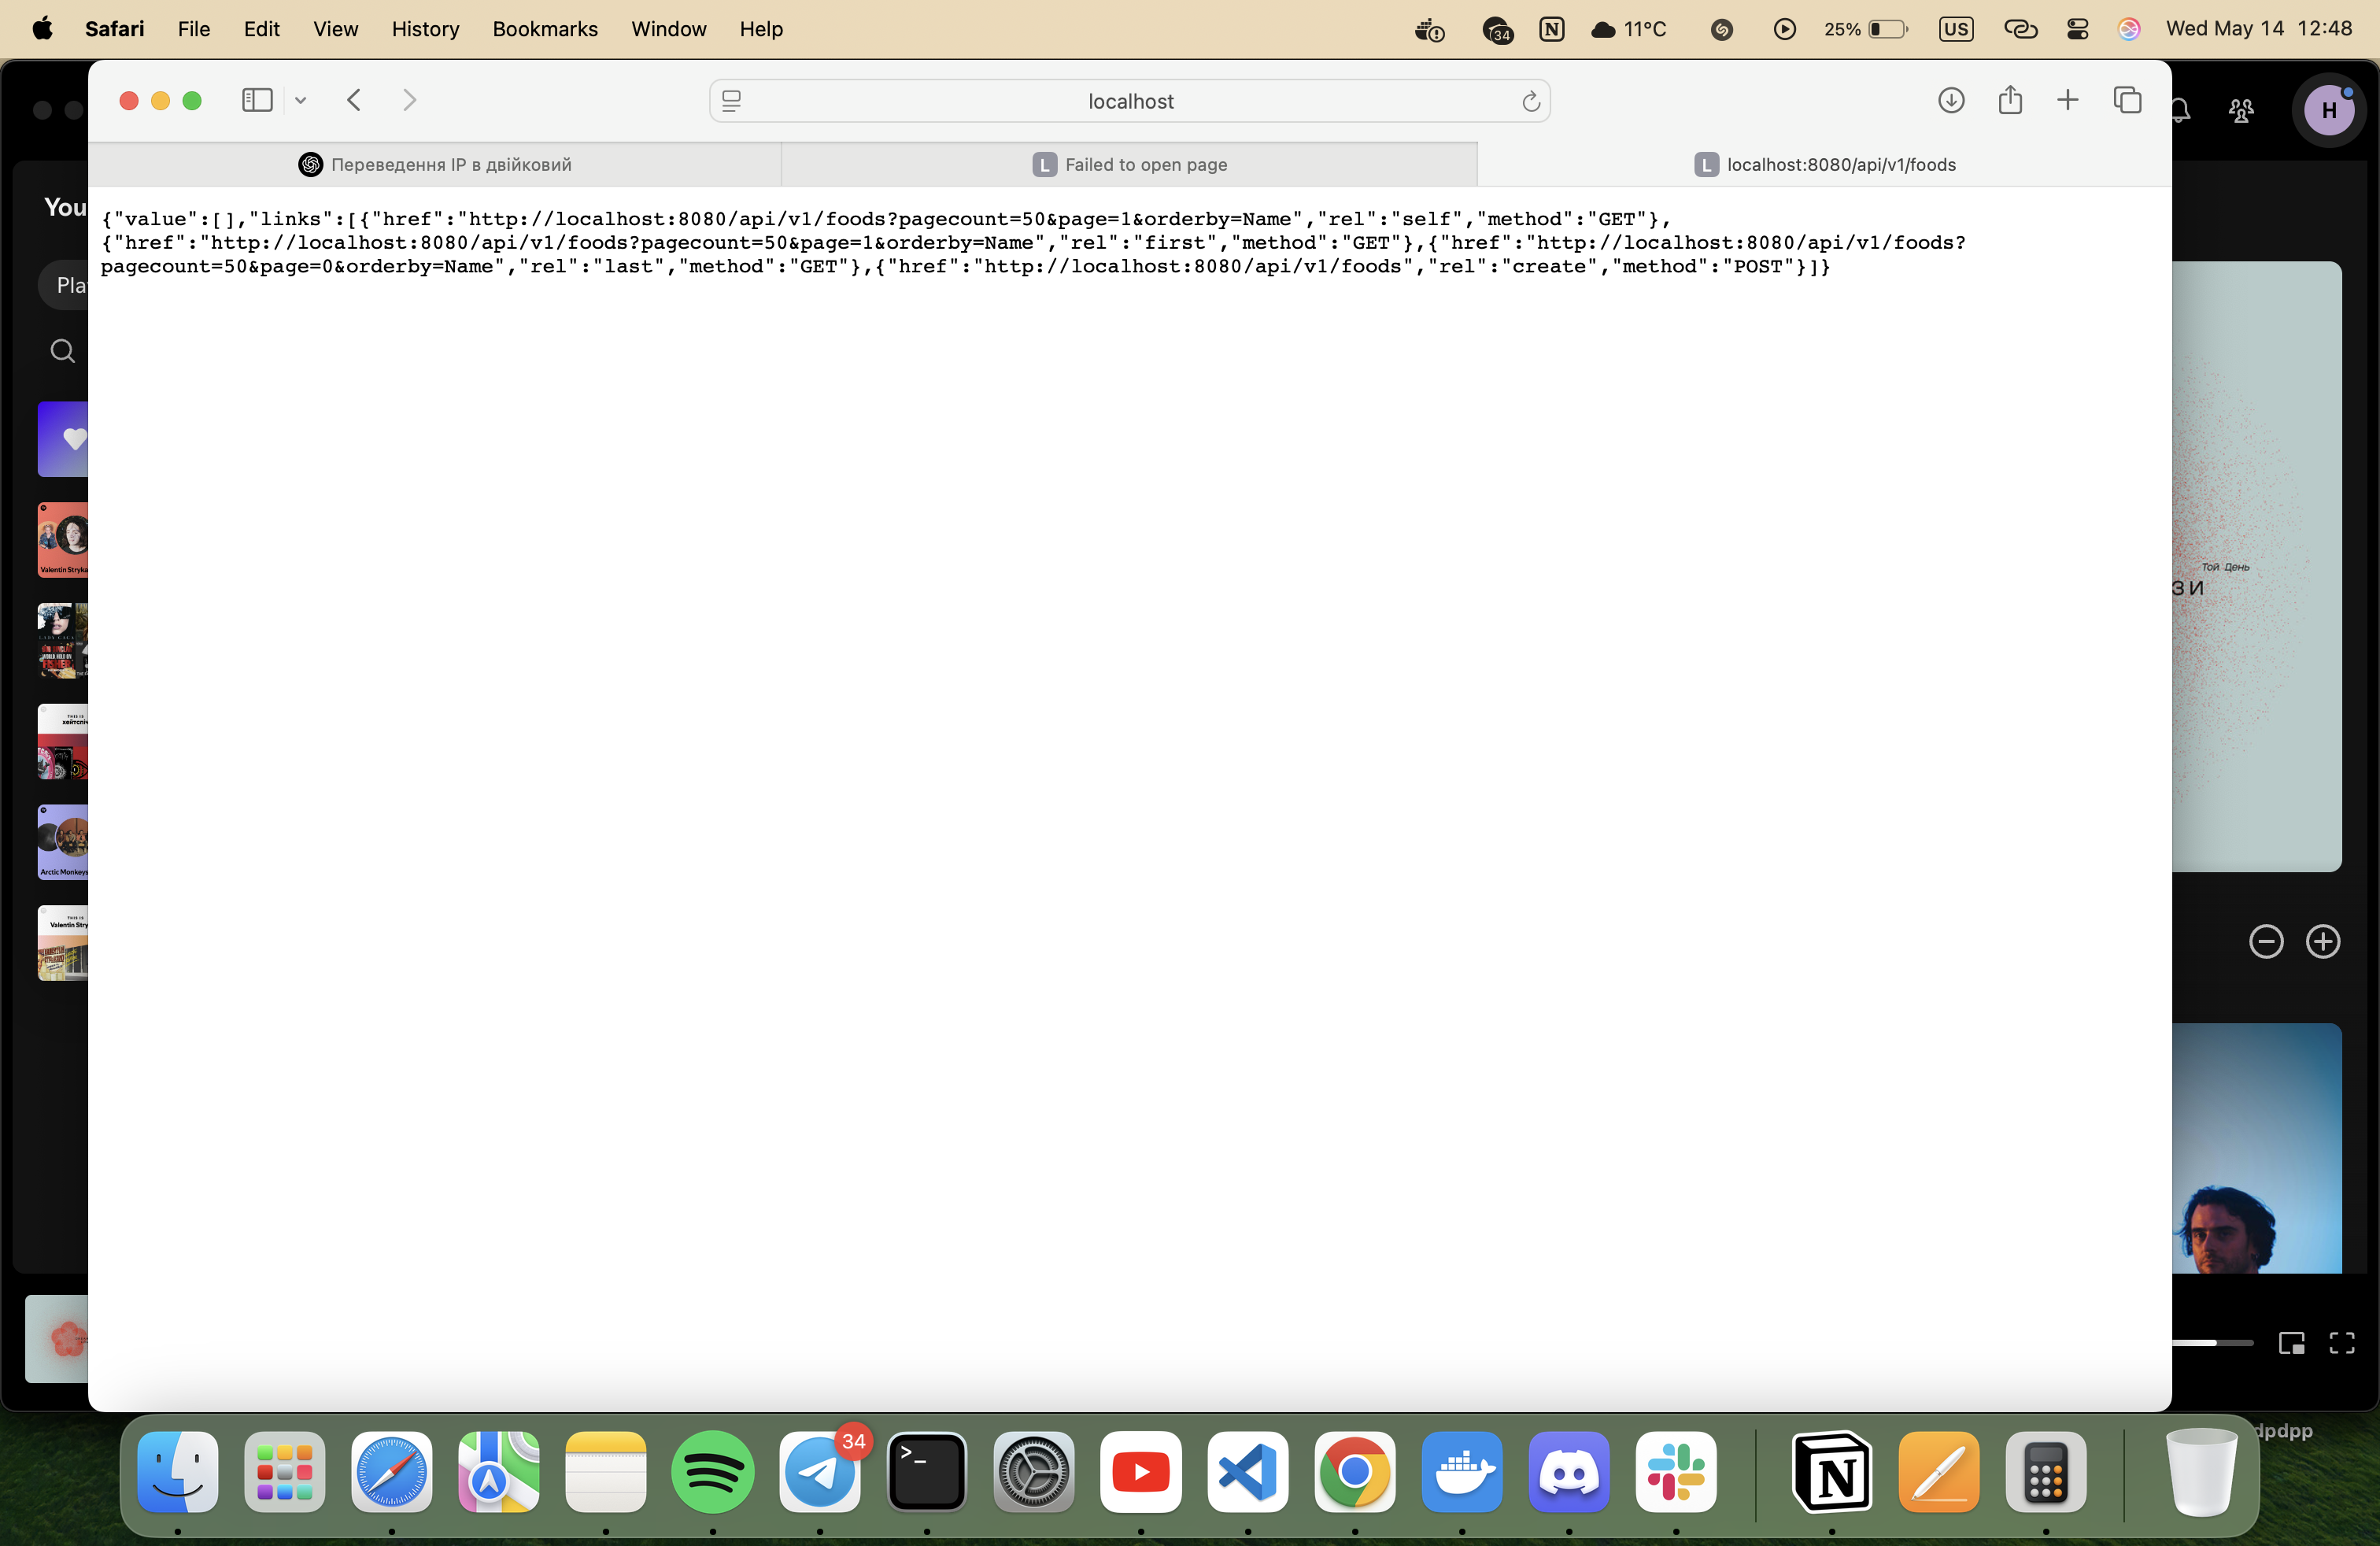 Safari File Edit View History Bookmarks Window Help 34 N 11°C 25% US Wed May 14 12:48
localhost
H
Переведення IP в двійковий
L Failed to open page
L localhost:8080/api/v1/foods
You
{"value":[],"links":[{"href":"http://localhost:8080/api/v1/foods?pagecount=50&page=1&orderby=Name","rel":"self","method":"GET"},
{"href":"http://localhost:8080/api/v1/foods?pagecount=50&page=1&orderby=Name","rel":"first","method":"GET"},{"href":"http://localhost:8080/api/v1/foods?
pagecount=50&page=0&orderby=Name","rel":"last","method":"GET"},{"href":"http://localhost:8080/api/v1/foods","rel":"create","method":"POST"}]}
Pla
Valentin Stryka
Той День
ЗИ
THIS IS
хейтспіч
Arctic Monkeys
THIS IS
Valentin Stry
34
>_
N
dpdpp